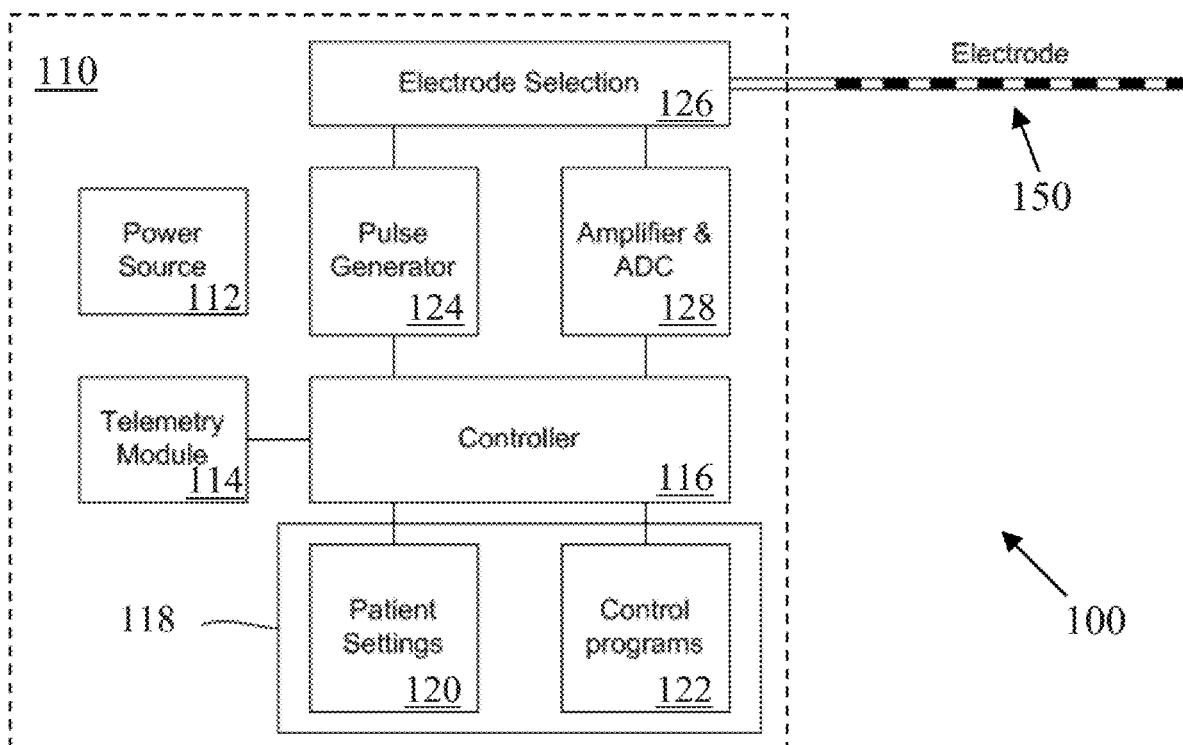 110
Electrode Selection
126
Electrode
150
Power
Source
112
Pulse
Generator
124
Amplifier &
ADC
128
Telemetry
Module
114
Controller
116
118
Patient
Settings
120
Control
programs
122
100